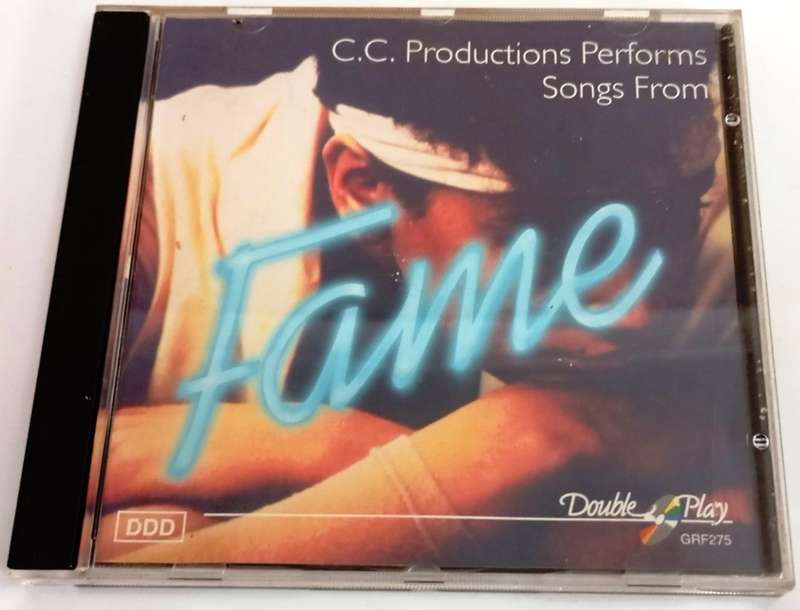 C.C. Productions Performs
Songs From
Fame
DDD
Double Play
GRF275